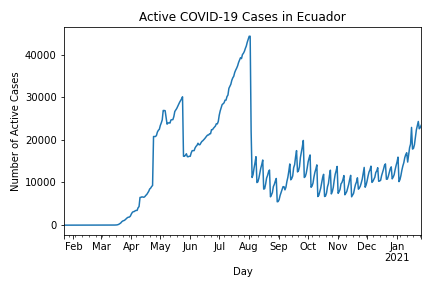 Active COVID-19 Cases in Ecuador
Number of Active Cases
40000
30000
20000
10000
0
Feb Mar Apr May Jun Jul Aug Sep Oct Nov Dec Jan
2021
Day